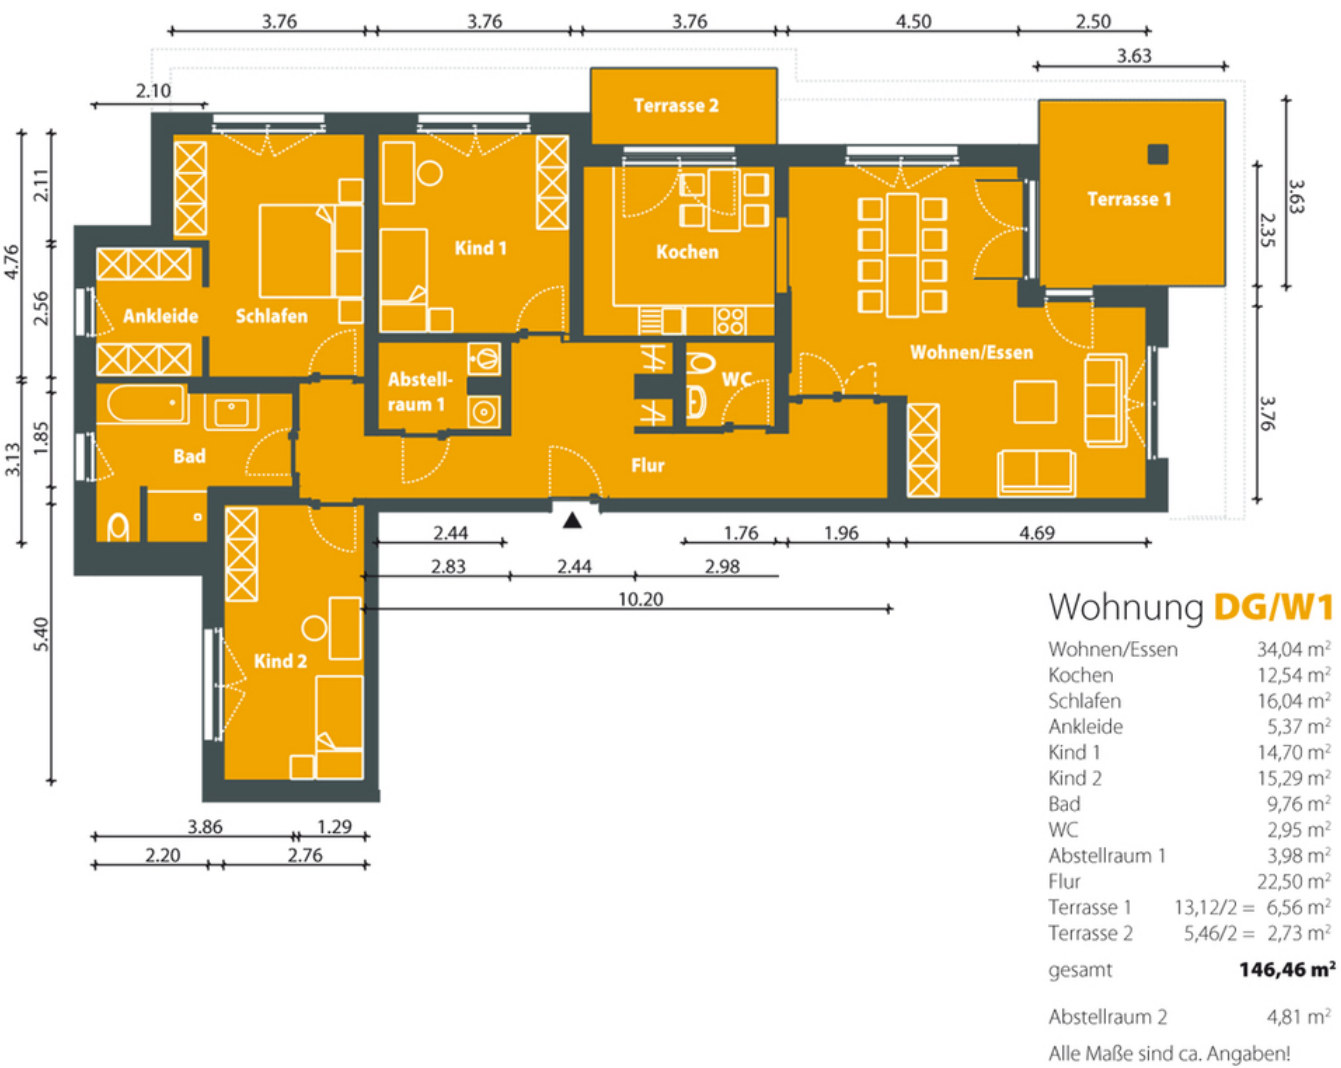 3.76 3.76 3.76 4.50 2.50
3.63
2.10
Terrasse 2
2.11
4.76
2.56
3.13
1.85
5.40
Terrasse 1
3.63
2.35
3.76
Kind 1
Kochen
Ankleide
Schlafen
Wohnen/Essen
Abstell-
raum 1
WC
Bad
Flur
Kind 2
2.44 1.76 1.96 4.69
2.83 2.44 2.98
10.20
3.86 1.29
2.20 2.76
Wohnung DG/W1
Wohnen/Essen 34,04 m²
Kochen 12,54 m²
Schlafen 16,04 m²
Ankleide 5,37 m²
Kind 1 14,70 m²
Kind 2 15,29 m²
Bad 9,76 m²
WC 2,95 m²
Abstellraum 1 3,98 m²
Flur 22,50 m²
Terrasse 1 13,12/2 = 6,56 m²
Terrasse 2 5,46/2 = 2,73 m²
gesamt 146,46 m²
Abstellraum 2 4,81 m²
Alle Maße sind ca. Angaben!